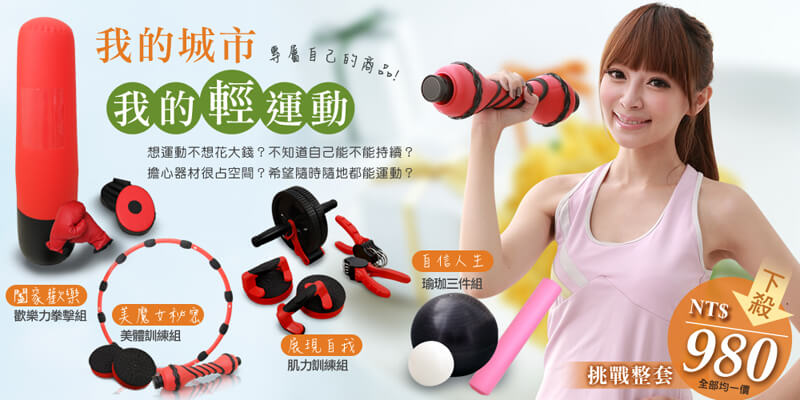 我的城市 專屬自己的商品!
我的輕運動
想運動不想花大錢？不知道自己能不能持續？
擔心器材很占空間？希望隨時隨地都能運動？
闔家歡樂
歡樂力拳擊組
美魔女秘密
美體訓練組
展現自我
肌力訓練組
自信人生
瑜珈三件組
下殺
NT$
980
挑戰整套
全部均一價